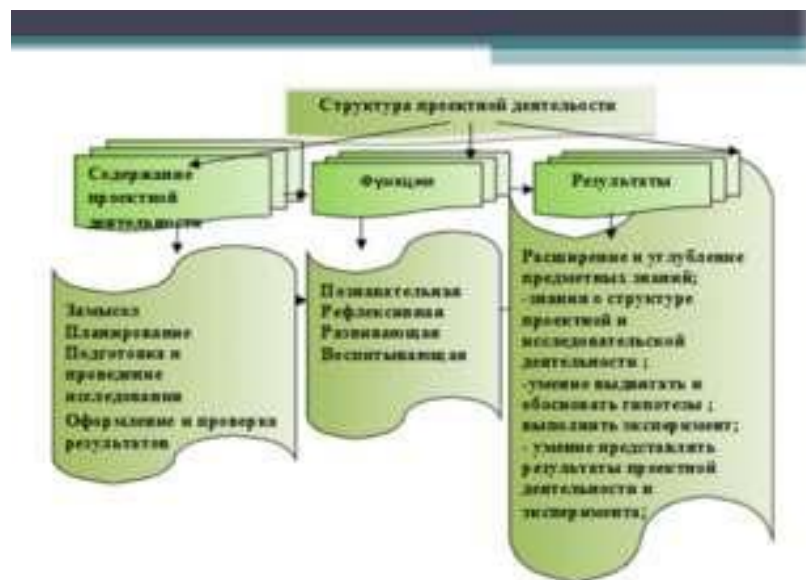 Структура проектной деятельости
Содержание
проектной
деятельности
Функции
Результаты
Замысел
Планирование
Подготовка и
проведение
исследования
Оформление и проверка
результатов
Познавательная
Рефлексивная
Развивающая
Воспитывающая
Расширение и углубление
предметных знаний;
-знания о структуре
проектной и
исследовательской
деятельности ;
-умение выдвигать и
обосновать гипотезы ;
выполнить эксперимент;
- умение представлять
результаты проектной
деятельности и
эксперимента;